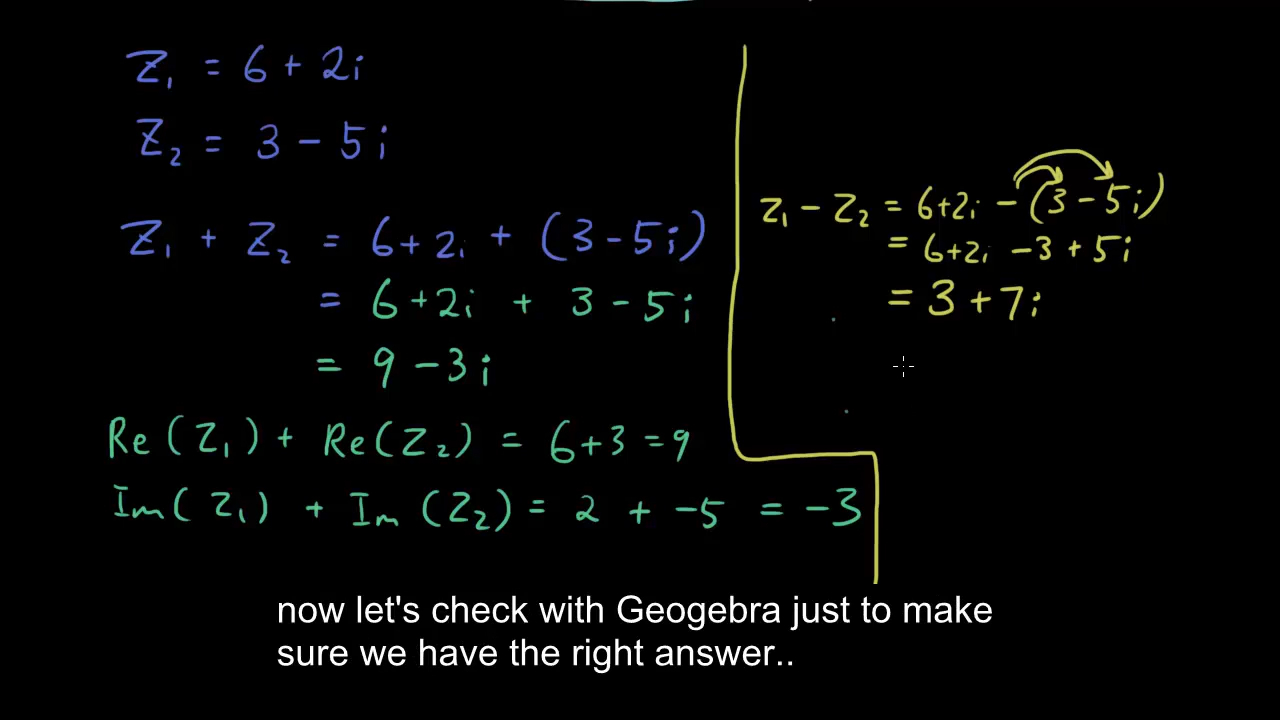 Z₁ = 6 + 2i
Z₂ = 3 - 5i
Z₁ + Z₂ = 6+2i + (3-5i)
= 6+2i + 3-5i
= 9-3i
Re(Z₁) + Re(Z₂) = 6+3 = 9
Im(Z₁) + Im(Z₂) = 2 + -5 = -3
Z₁ - Z₂ = 6+2i - (3-5i)
= 6+2i -3+5i
= 3+7i
now let's check with Geogebra just to make
sure we have the right answer..